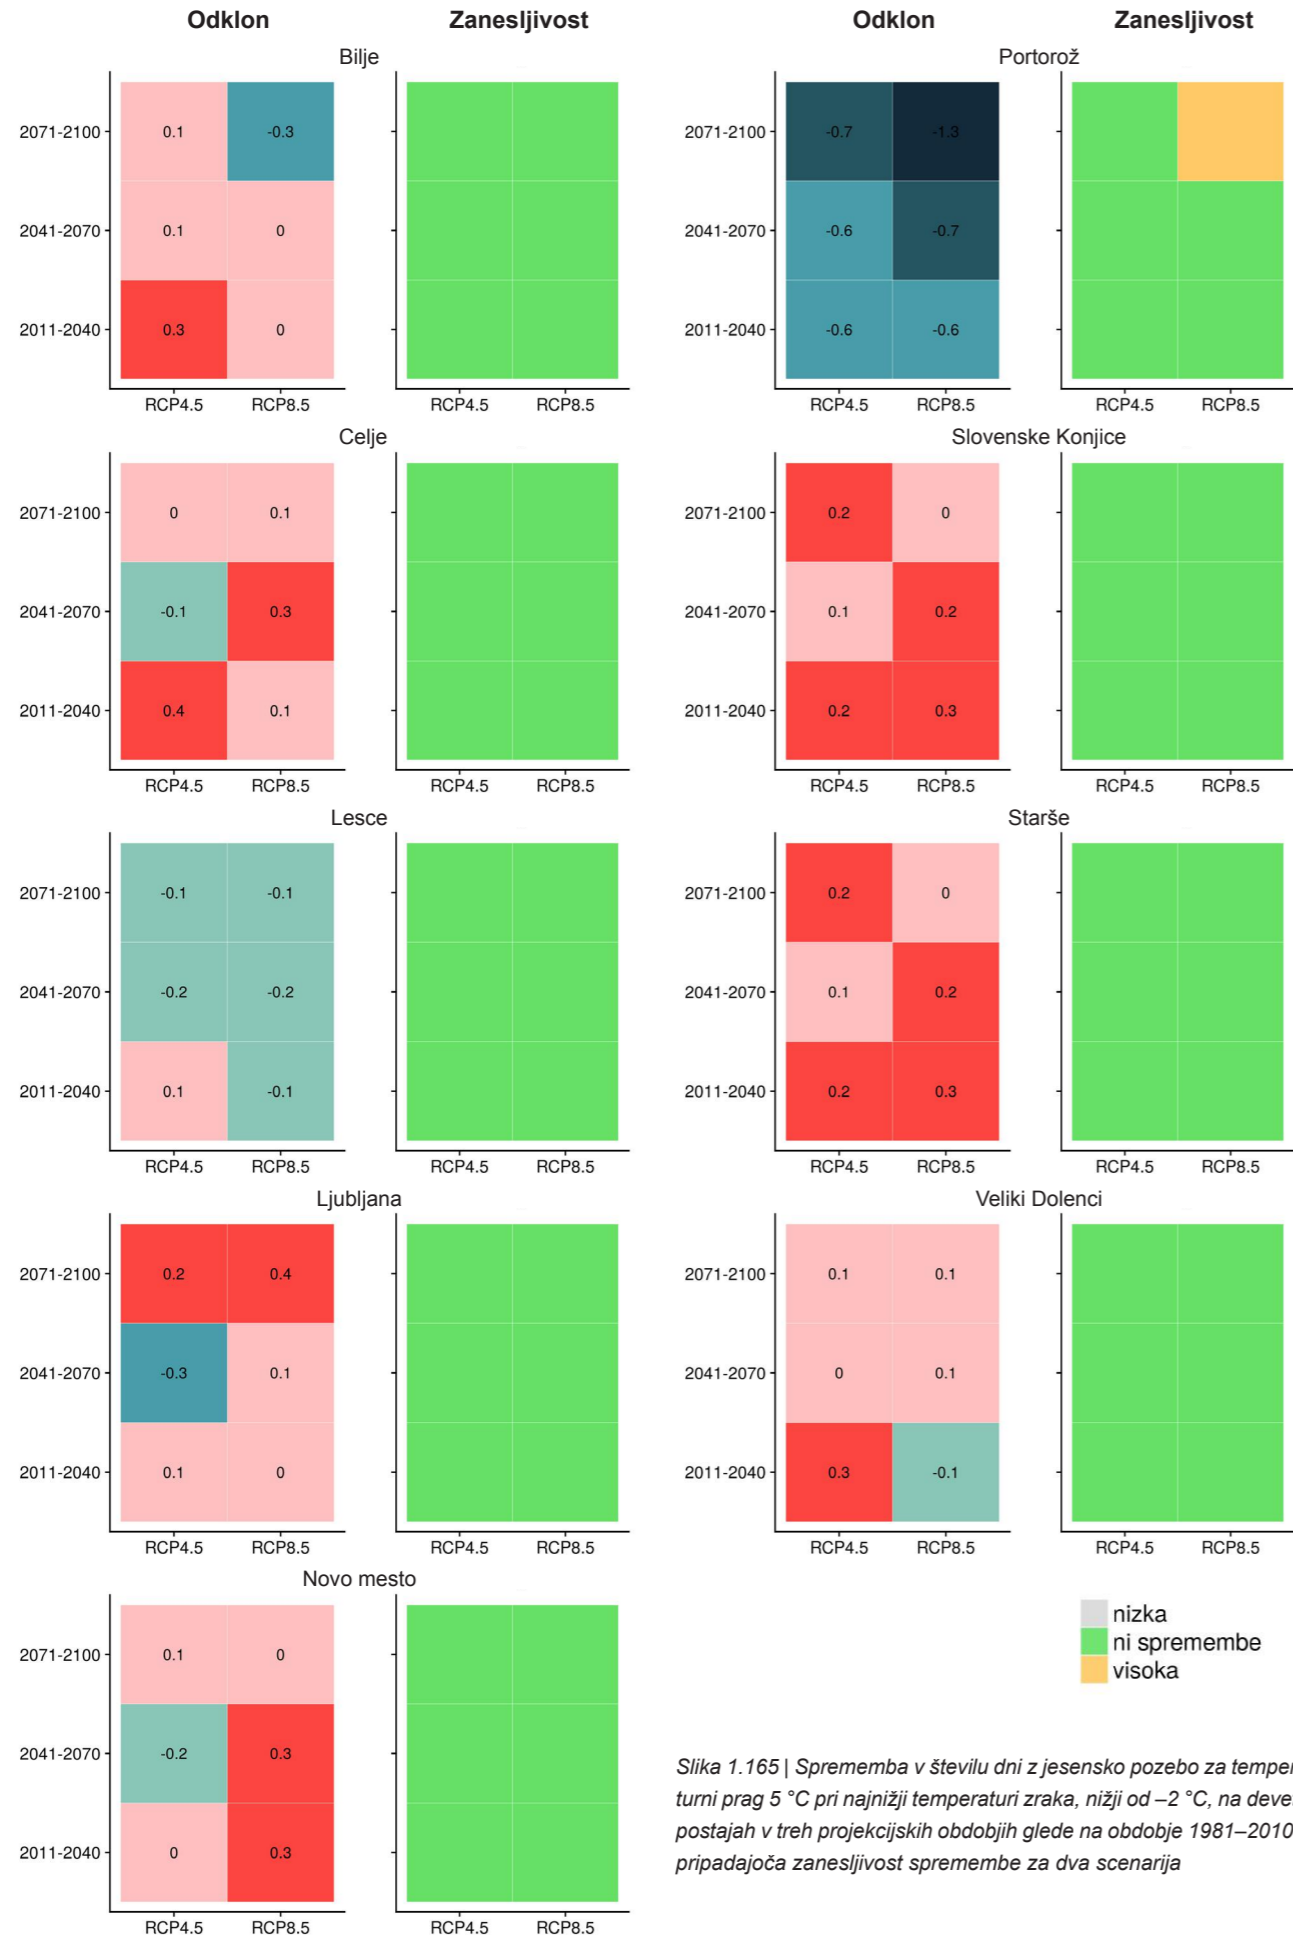 Odklon Zanesljivost Odklon Zanesljivost
Bilje
2071-2100 0.1 -0.3
2041-2070 0.1 0
2011-2040 0.3 0
RCP4.5 RCP8.5 RCP4.5 RCP8.5
Portorož
2071-2100 -0.7 -1.3
2041-2070 -0.6 -0.7
2011-2040 -0.6 -0.6
RCP4.5 RCP8.5 RCP4.5 RCP8.5
Celje
2071-2100 0 0.1
2041-2070 -0.1 0.3
2011-2040 0.4 0.1
RCP4.5 RCP8.5 RCP4.5 RCP8.5
Slovenske Konjice
2071-2100 0.2 0
2041-2070 0.1 0.2
2011-2040 0.2 0.3
RCP4.5 RCP8.5 RCP4.5 RCP8.5
Lesce
2071-2100 -0.1 -0.1
2041-2070 -0.2 -0.2
2011-2040 0.1 -0.1
RCP4.5 RCP8.5 RCP4.5 RCP8.5
Starše
2071-2100 0.2 0
2041-2070 0.1 0.2
2011-2040 0.2 0.3
RCP4.5 RCP8.5 RCP4.5 RCP8.5
Ljubljana
2071-2100 0.2 0.4
2041-2070 -0.3 0.1
2011-2040 0.1 0
RCP4.5 RCP8.5 RCP4.5 RCP8.5
Veliki Dolenci
2071-2100 0.1 0.1
2041-2070 0 0.1
2011-2040 0.3 -0.1
RCP4.5 RCP8.5 RCP4.5 RCP8.5
Novo mesto
2071-2100 0.1 0
2041-2070 -0.2 0.3
2011-2040 0 0.3
RCP4.5 RCP8.5 RCP4.5 RCP8.5
nizka
ni spremembe
visoka
Slika 1.165 | Sprememba v številu dni z jesensko pozebo za temper
turni prag 5 °C pri najnižji temperaturi zraka, nižji od –2 °C, na devet
postajah v treh projekcijskih obdobjih glede na obdobje 1981–2010
pripadajoča zanesljivost spremembe za dva scenarija